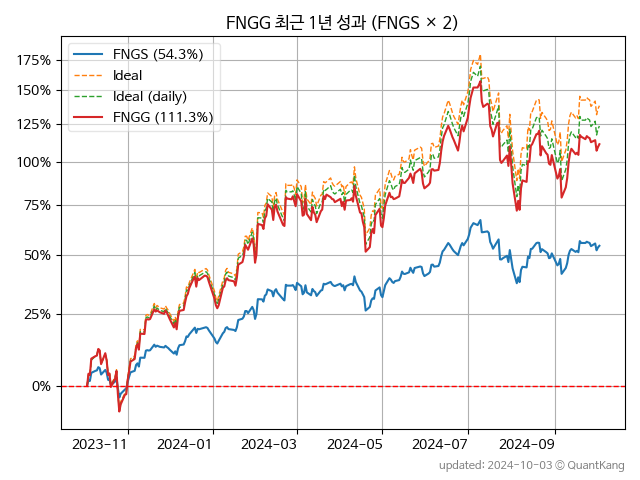 FNGG 최근 1년 성과 (FNGS × 2)
FNGS (54.3%)
Ideal
Ideal (daily)
FNGG (111.3%)
175%
150%
125%
100%
75%
50%
25%
0%
2023-11 2024-01 2024-03 2024-05 2024-07 2024-09
updated: 2024-10-03 © QuantKang